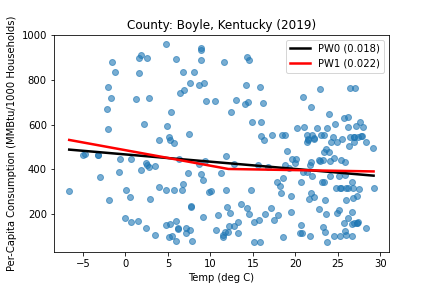 County: Boyle, Kentucky (2019)
Per-Capita Consumption (MMBtu/1000 Households)
1000
800
600
400
200
PW0 (0.018)
PW1 (0.022)
−5 0 5 10 15 20 25 30
Temp (deg C)